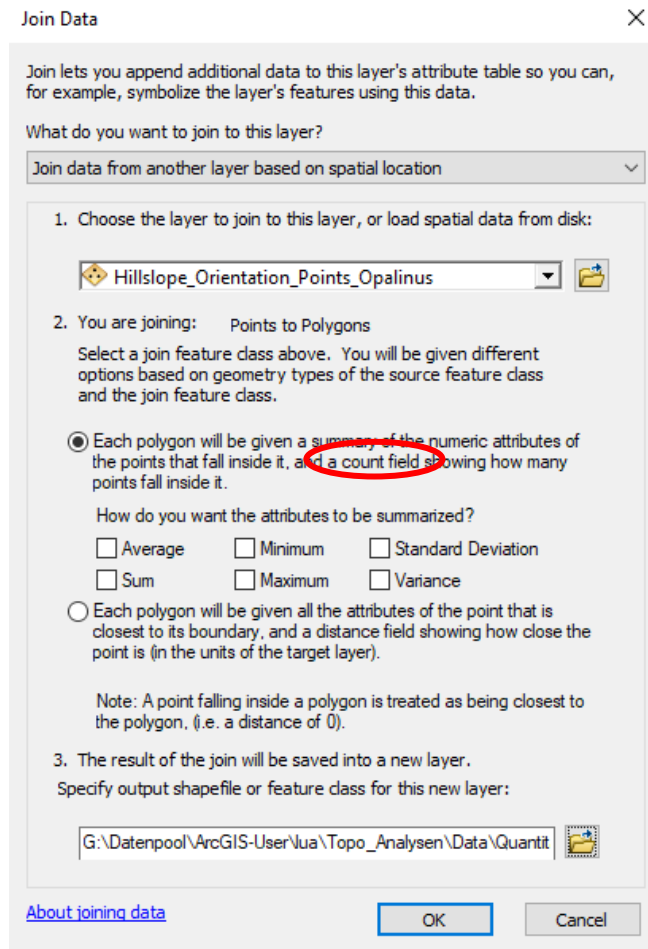 Join Data
Join lets you append additional data to this layer's attribute table so you can,
for example, symbolize the layer's features using this data.
What do you want to join to this layer?
Join data from another layer based on spatial location
1. Choose the layer to join to this layer, or load spatial data from disk:
Hillslope_Orientation_Points_Opalinus
2. You are joining: Points to Polygons
Select a join feature class above. You will be given different
options based on geometry types of the source feature class
and the join feature class.
Each polygon will be given a summary of the numeric attributes of
the points that fall inside it, and a count field showing how many
points fall inside it.
How do you want the attributes to be summarized?
Average Minimum Standard Deviation
Sum Maximum Variance
Each polygon will be given all the attributes of the point that is
closest to its boundary, and a distance field showing how close the
point is (in the units of the target layer).
Note: A point falling inside a polygon is treated as being closest to
the polygon, (i.e. a distance of 0).
3. The result of the join will be saved into a new layer.
Specify output shapefile or feature class for this new layer:
G:\Datenpool\ArcGIS-User\lua\Topo_Analysen\Data\Quantit
About joining data OK Cancel